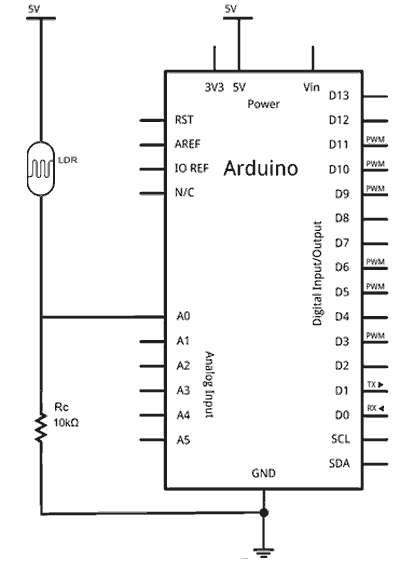 5V
5V
3V3 5V Vin
Power
D13
RST
D12
AREF
D11 PWM
IO REF
Arduino
D10 PWM
N/C
D9 PWM
LDR
D8
D7
Digital Input/Output
D6 PWM
D5 PWM
A0
D4
A1
D3 PWM
A2
D2
Analog Input
A3
D1 TX
A4
D0 RX
A5
SCL
SDA
Rc
10kΩ
GND